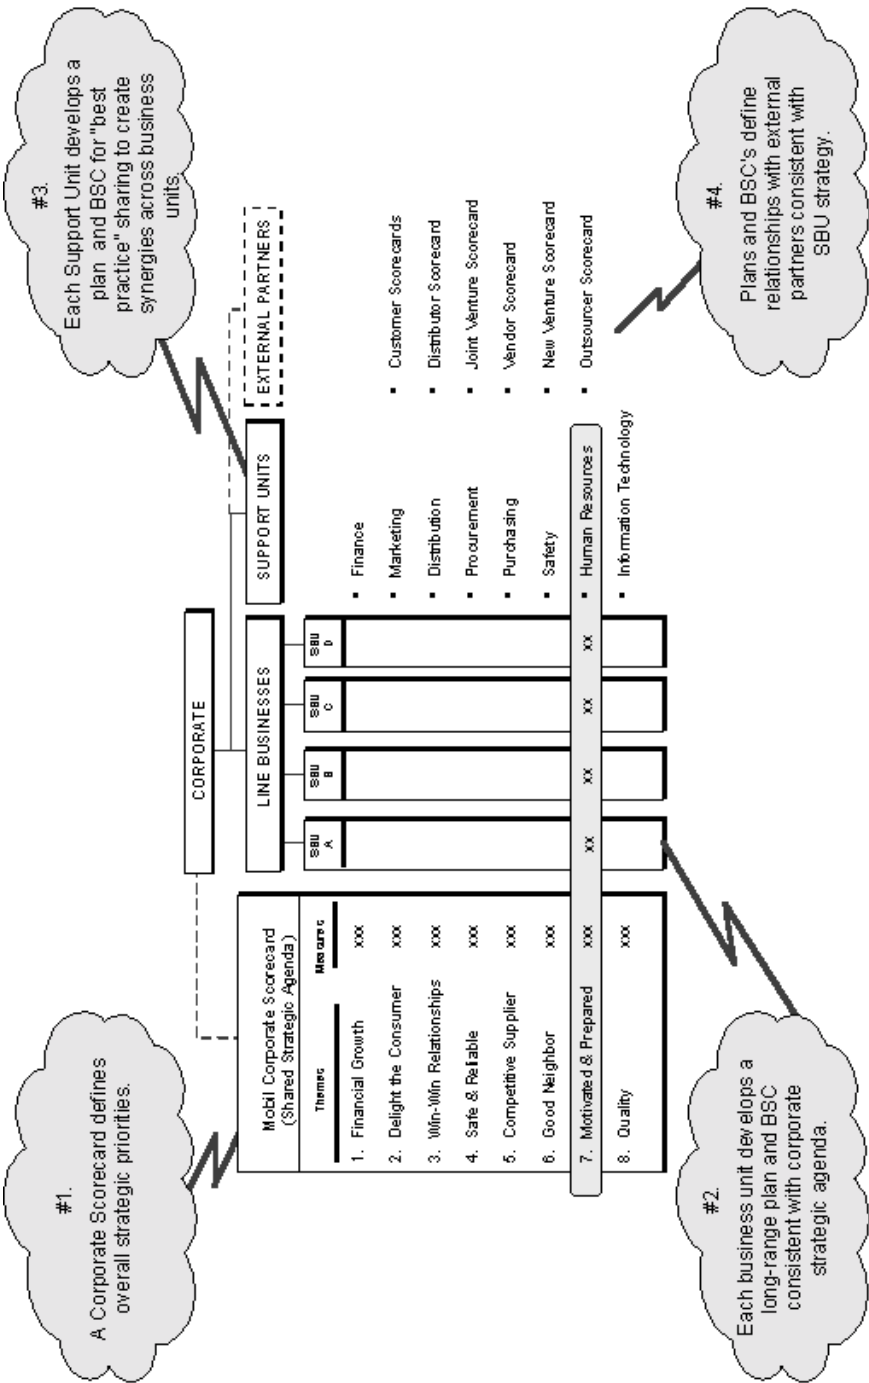 #1.
A Corporate Scorecard defines
overall strategic priorities.
#3.
Each Support Unit develops a
plan and BSC for "best
practice" sharing to create
synergies across business
units.
CORPORATE
LINE BUSINESSES
SUPPORT UNITS
EXTERNAL PARTNERS
Mobil Corporate Scorecard
(Shared Strategic Agenda)
Themes Measures
1. Financial Growth xxx
2. Delight the Consumer xxx
3. Win-Win Relationships xxx
4. Safe & Reliable xxx
5. Competitive Supplier xxx
6. Good Neighbor xxx
7. Motivated & Prepared xxx xx xx xx xx
8. Quality xxx
SBU
A
SBU
B
SBU
C
SBU
D
▪ Finance
▪ Marketing
▪ Distribution
▪ Procurement
▪ Purchasing
▪ Safety
▪ Human Resources
▪ Information Technology
▪ Customer Scorecards
▪ Distributor Scorecard
▪ Joint Venture Scorecard
▪ Vendor Scorecard
▪ New Venture Scorecard
▪ Outsourcer Scorecard
#2.
Each business unit develops a
long-range plan and BSC
consistent with corporate
strategic agenda.
#4.
Plans and BSC's define
relationships with external
partners consistent with
SBU strategy.